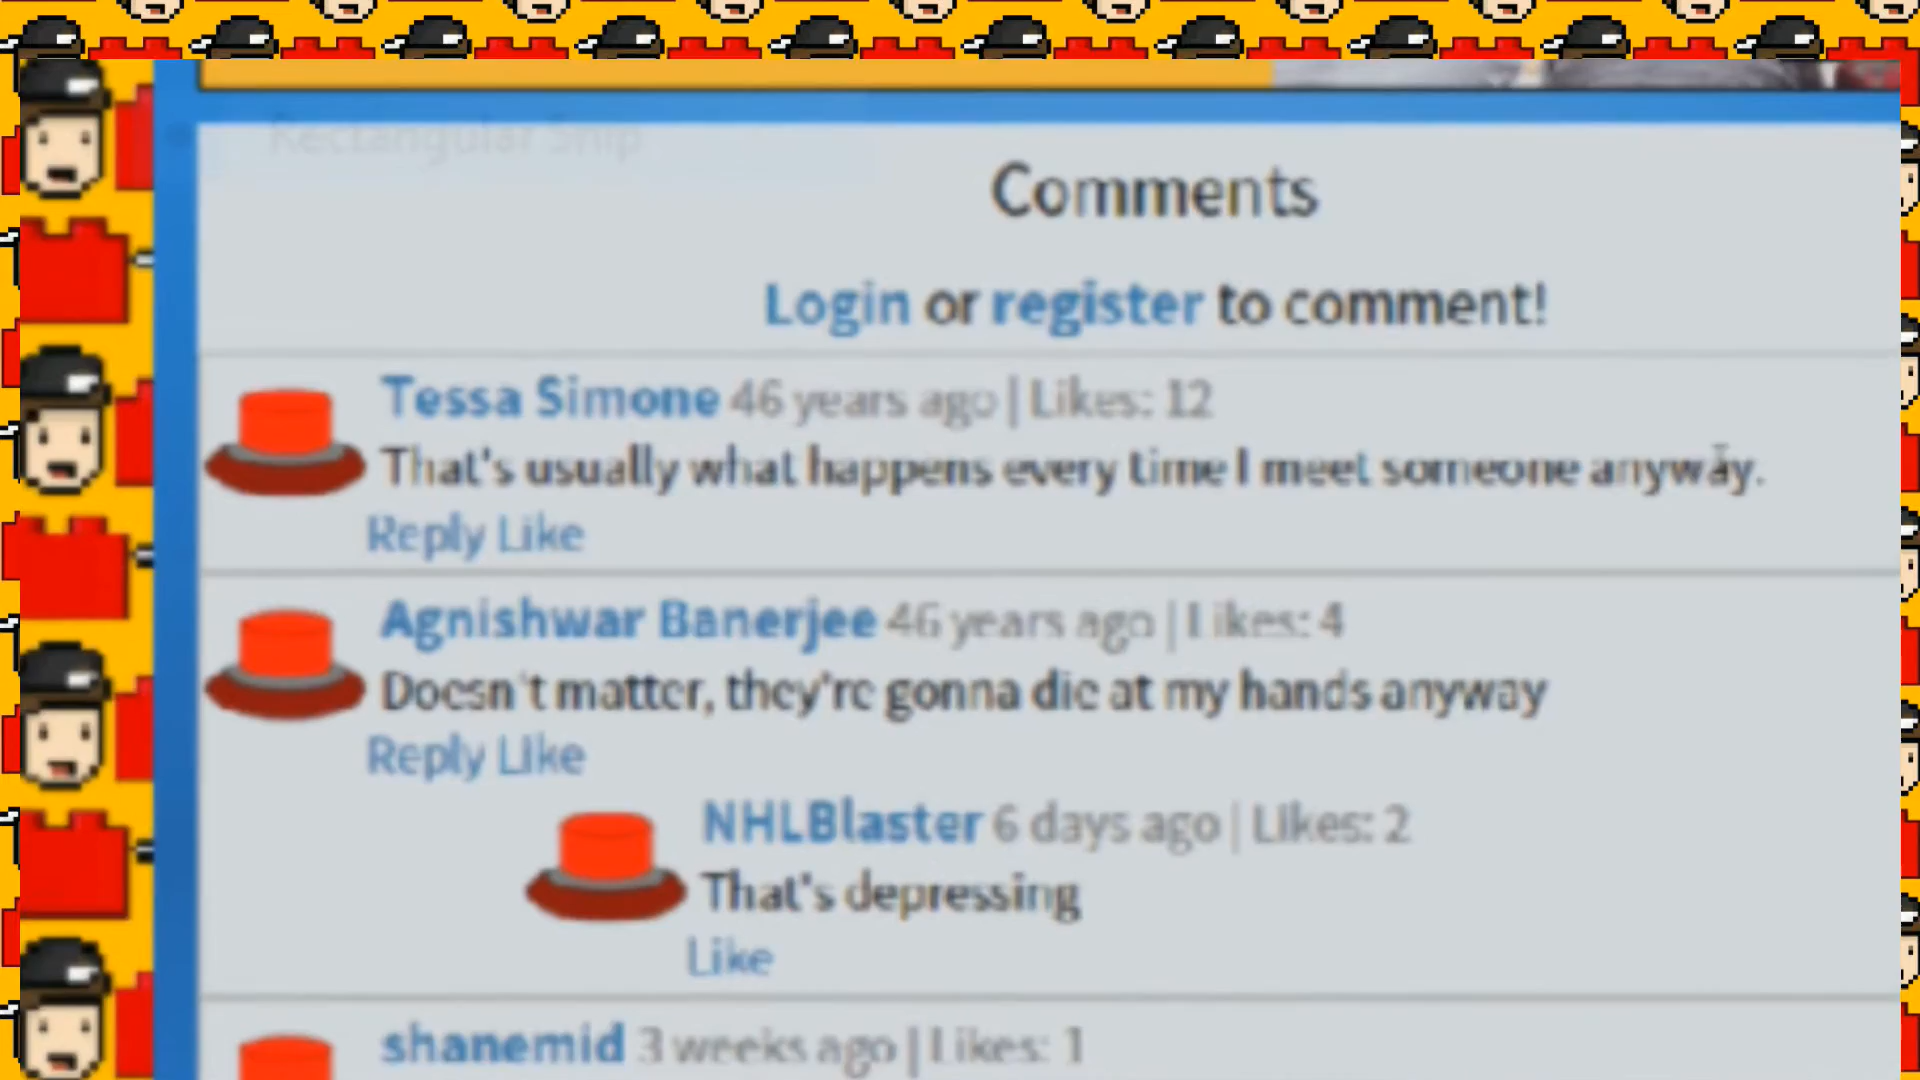 Rectangular Snip
Comments
Login or register to comment!
Tessa Simone 46 years ago | Likes: 12
That's usually what happens every time I meet someone anyway.
Reply Like
Agnishwar Banerjee 46 years ago | Likes: 4
Doesn't matter, they're gonna die at my hands anyway
Reply Like
NHLBlaster 6 days ago | Likes: 2
That's depressing
Like
shanemid 3 weeks ago | Likes: 1